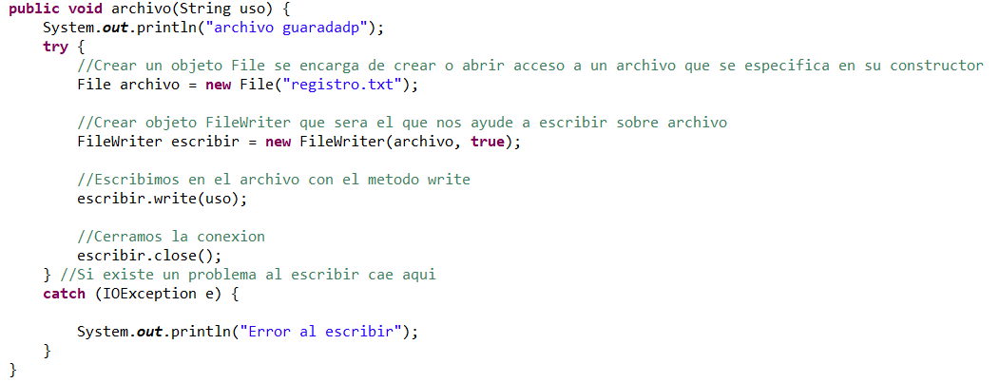 public void archivo(String uso) {
System.out.println("archivo guaradadp");
try {
//Crear un objeto File se encarga de crear o abrir acceso a un archivo que se especifica en su constructor
File archivo = new File("registro.txt");
//Crear objeto FileWriter que sera el que nos ayude a escribir sobre archivo
FileWriter escribir = new FileWriter(archivo, true);
//Escribimos en el archivo con el metodo write
escribir.write(uso);
//Cerramos la conexion
escribir.close();
} //Si existe un problema al escribir cae aqui
catch (IOException e) {
System.out.println("Error al escribir");
}
}